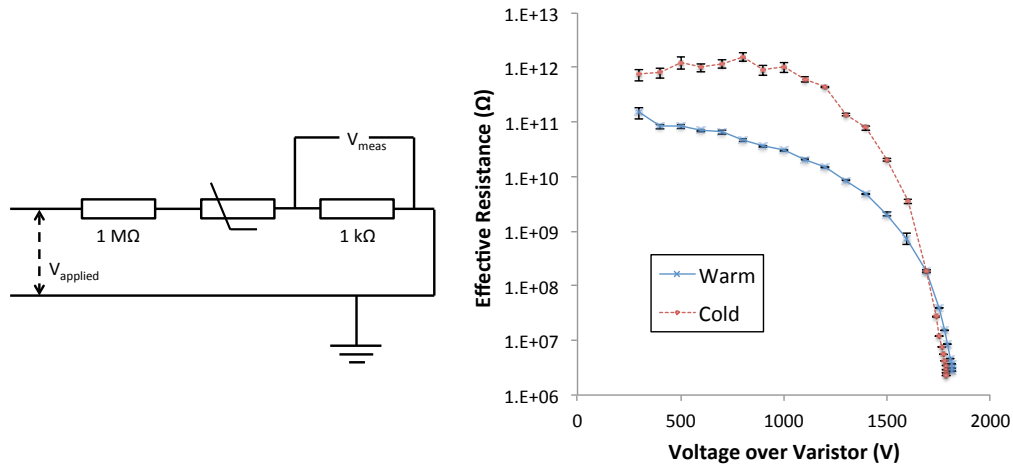 V_meas
1 MΩ
1 kΩ
V_applied
Effective Resistance (Ω)
1.E+13
1.E+12
1.E+11
1.E+10
1.E+09
1.E+08
1.E+07
1.E+06
Warm
Cold
0
500
1000
1500
2000
Voltage over Varistor (V)